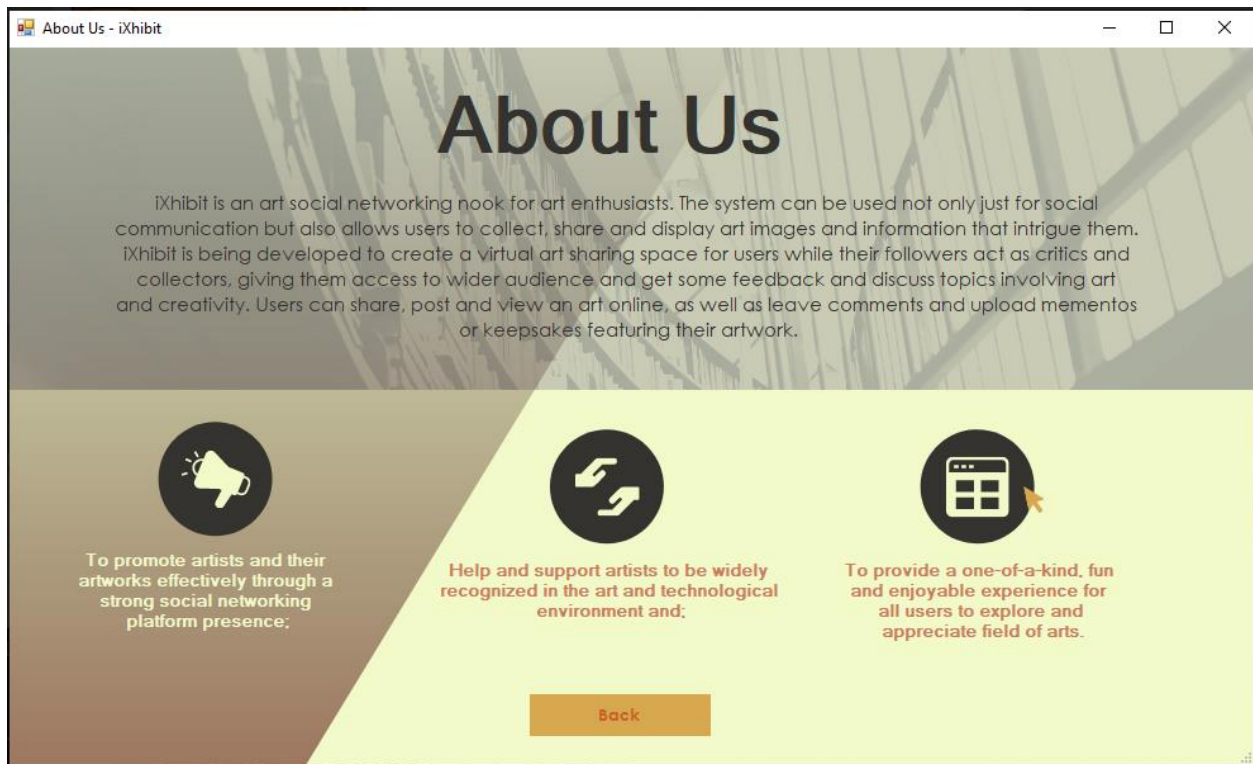 About Us - iXhibit
About Us
iXhibit is an art social networking nook for art enthusiasts. The system can be used not only just for social
communication but also allows users to collect, share and display art images and information that intrigue them.
iXhibit is being developed to create a virtual art sharing space for users while their followers act as critics and
collectors, giving them access to wider audience and get some feedback and discuss topics involving art
and creativity. Users can share, post and view an art online, as well as leave comments and upload mementos
or keepsakes featuring their artwork.
To promote artists and their
artworks effectively through a
strong social networking
platform presence;
Help and support artists to be widely
recognized in the art and technological
environment and;
To provide a one-of-a-kind, fun
and enjoyable experience for
all users to explore and
appreciate field of arts.
Back